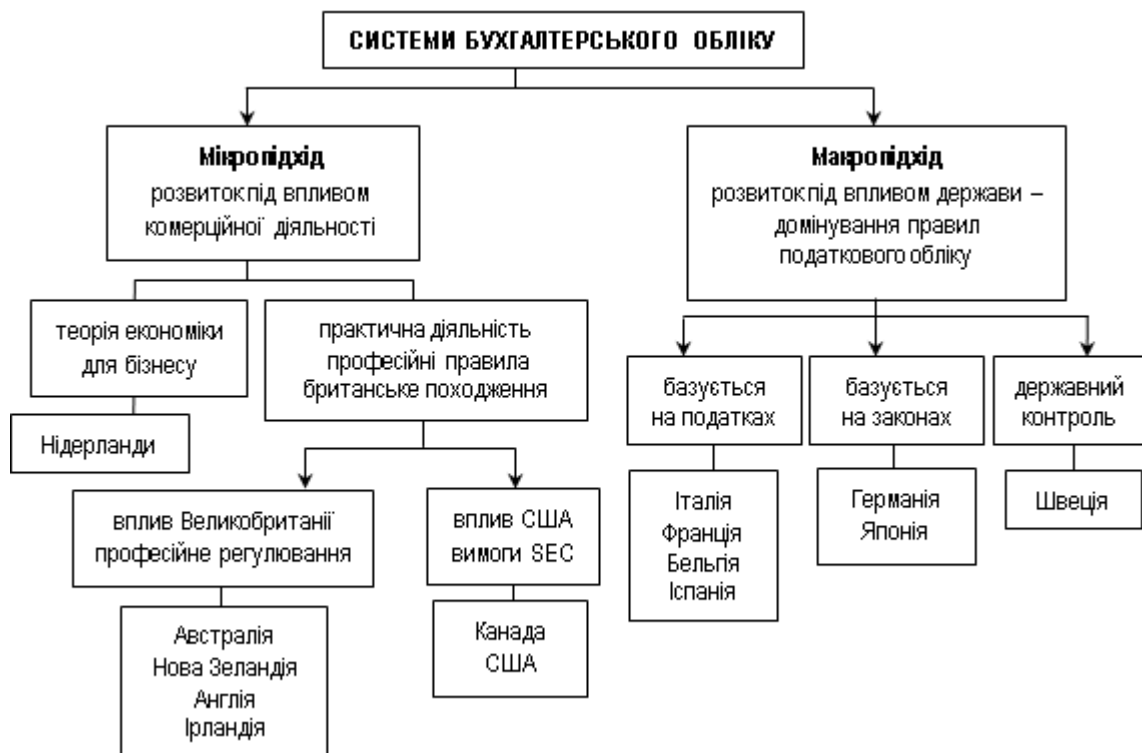 СИСТЕМИ БУХГАЛТЕРСЬКОГО ОБЛІКУ
Мікропідхід
розвиток під впливом
комерційної діяльності
Макропідхід
розвиток під впливом держави –
домінування правил
податкового обліку
теорія економіки
для бізнесу
практична діяльність
професійні правила
британське походження
базується
на податках
базується
на законах
державний
контроль
Нідерланди
вплив Великобританії
професійне регулювання
вплив США
вимоги SEC
Італія
Франція
Бельгія
Іспанія
Германія
Японія
Швеція
Австралія
Нова Зеландія
Англія
Ірландія
Канада
США